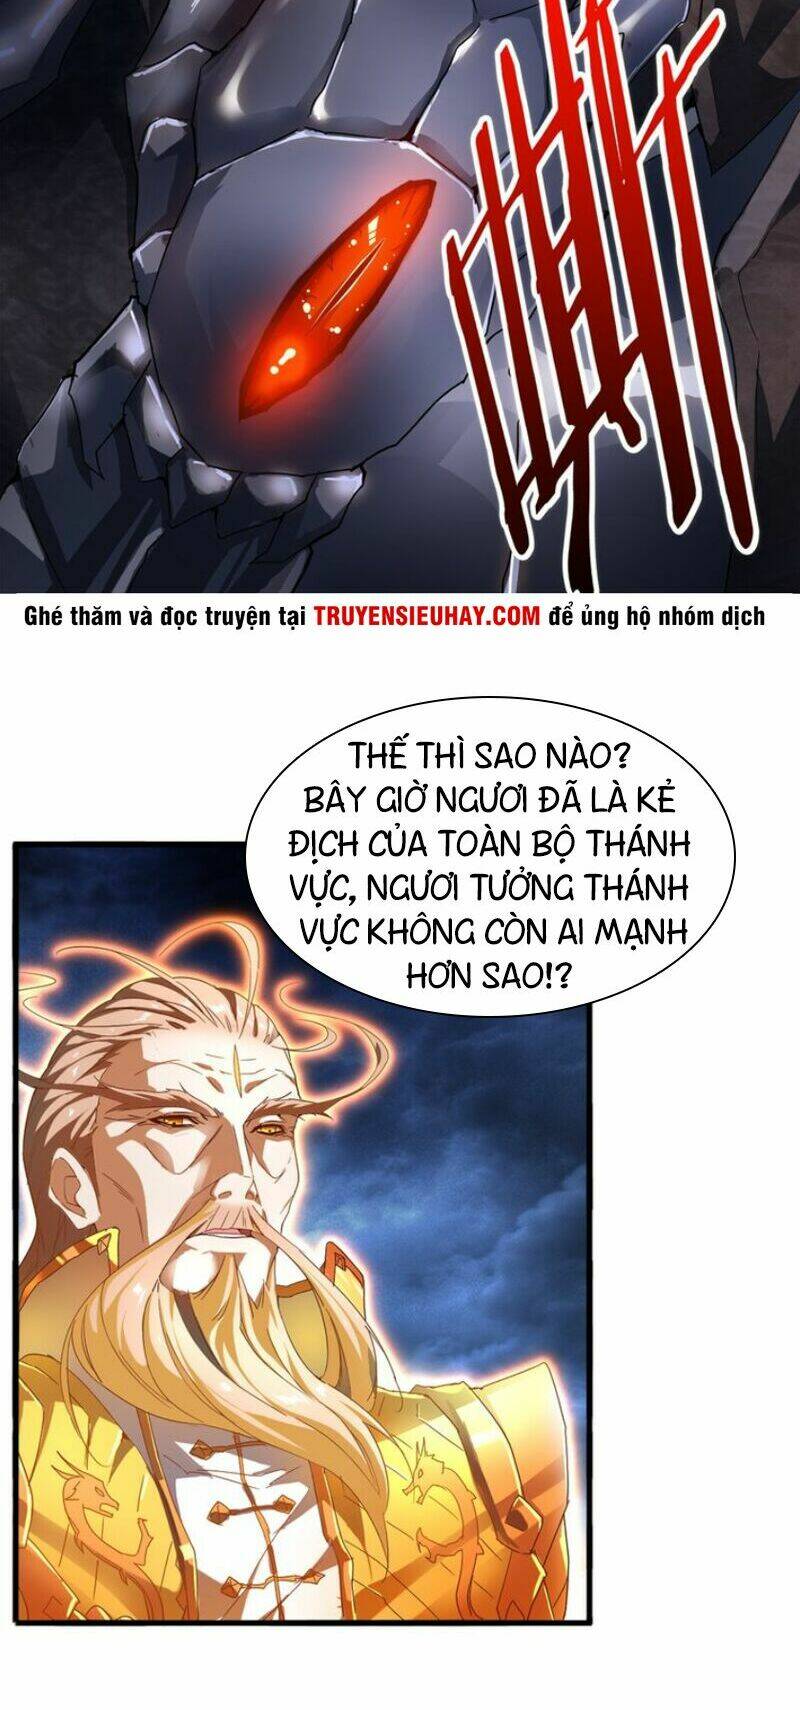 Ghé thăm và đọc truyện tại TRUYENSIEUHAY.COM để ủng hộ nhóm dịch
THẾ THÌ SAO NÀO?
BÂY GIỜ NGƯƠI ĐÃ LÀ KẺ
ĐỊCH CỦA TOÀN BỘ THÁNH
VỰC, NGƯƠI TƯỞNG THÁNH
VỰC KHÔNG CÒN AI MẠNH
HƠN SAO!?